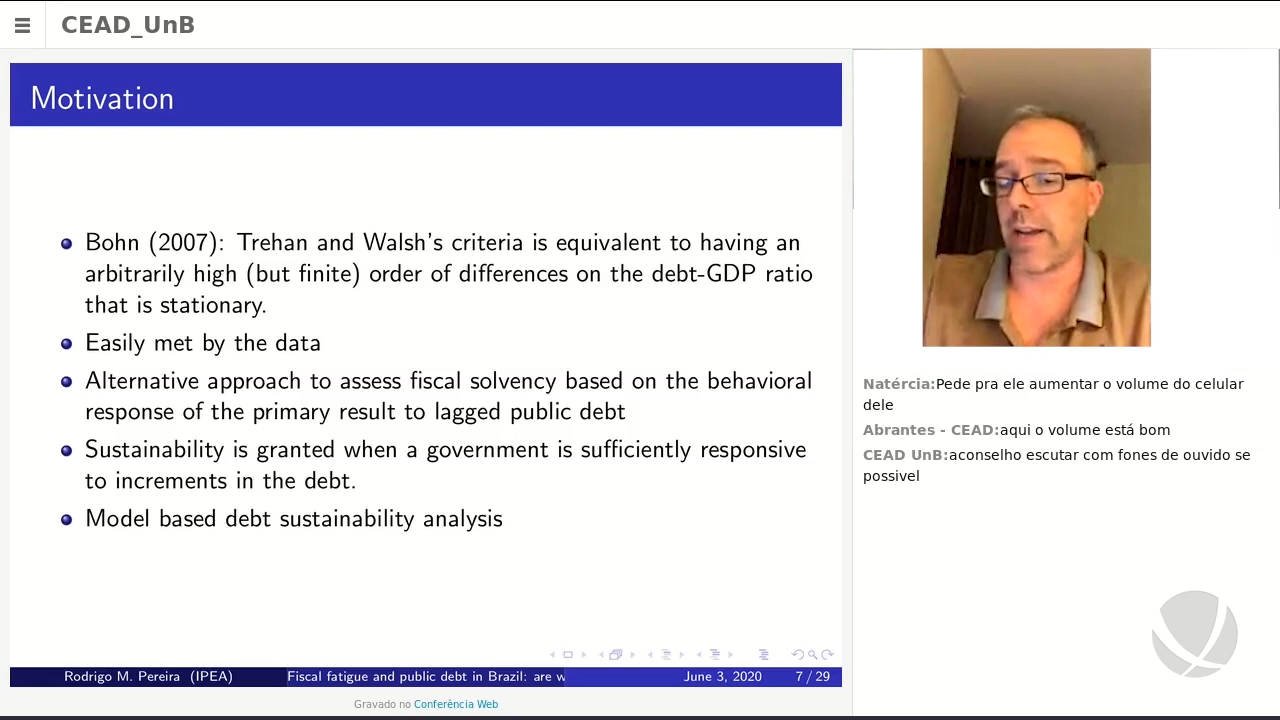 CEAD_UnB
Motivation
Bohn (2007): Trehan and Walsh's criteria is equivalent to having an
arbitrarily high (but finite) order of differences on the debt-GDP ratio
that is stationary.
Easily met by the data
Alternative approach to assess fiscal solvency based on the behavioral
response of the primary result to lagged public debt
Sustainability is granted when a government is sufficiently responsive
to increments in the debt.
Model based debt sustainability analysis
Rodrigo M. Pereira (IPEA) Fiscal fatigue and public debt in Brazil: are w June 3, 2020 7 / 29
Gravado no Conferência Web
Natércia:Pede pra ele aumentar o volume do celular
dele
Abrantes - CEAD:aqui o volume está bom
CEAD UnB:aconselho escutar com fones de ouvido se
possivel